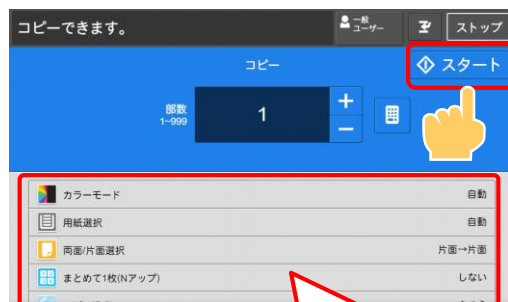 コピーできます。
一般
ユーザー
ストップ
コピー
スタート
部数
1~999
1
カラーモード 自動
用紙選択 自動
両面/片面選択 片面→片面
まとめて1枚(Nアップ) しない